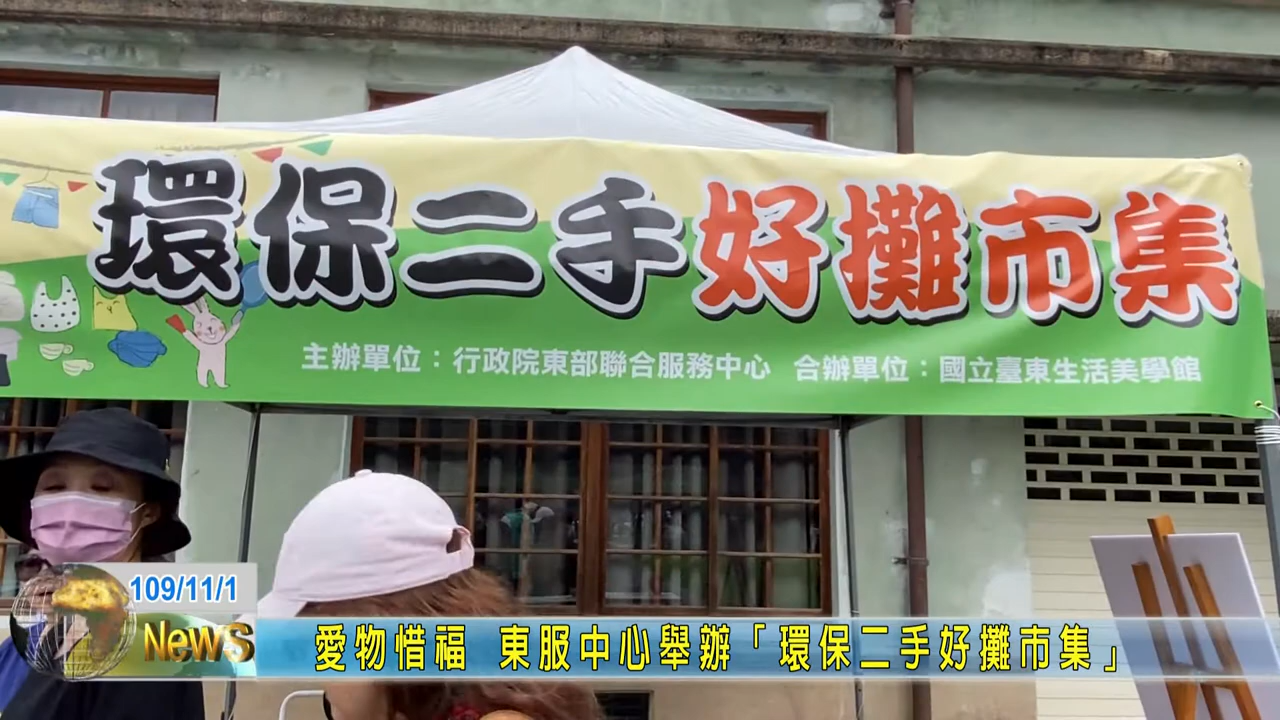 環保二手好攤市集
主辦單位：行政院東部聯合服務中心 合辦單位：國立臺東生活美學館
109/11/1
NewS
愛物惜福 東服中心舉辦「環保二手好攤市集」